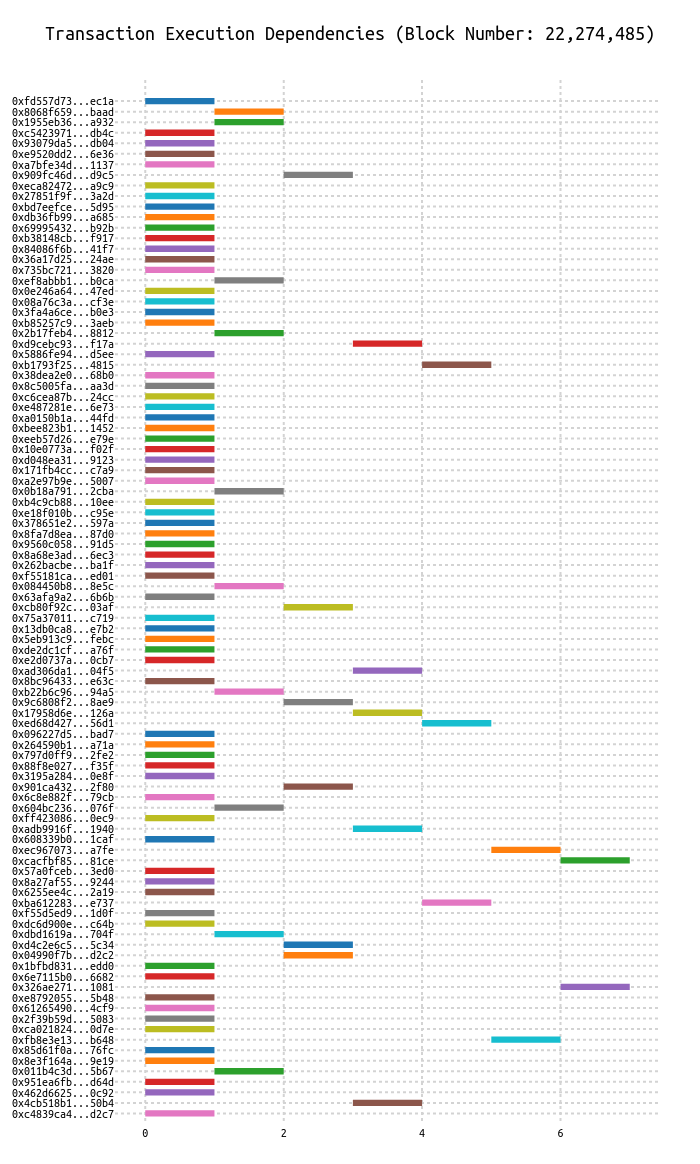 Transaction Execution Dependencies (Block Number: 22,274,485)
0xfd557d73...ec1a
0x8068f659...baad
0x1955eb36...a932
0xc5423971...db4c
0x93079da5...db04
0xe9520dd2...6e36
0xa7bfe34d...1137
0x909fc46d...d9c5
0xeca82472...a9c9
0x27851f9f...3a2d
0xbd7eefce...5d95
0xdb36fb99...a685
0x69995432...b92b
0xb38148cb...f917
0x84086f6b...41f7
0x36a17d25...24ae
0x735bc721...3820
0xef8abbb1...b0ca
0x0e246a64...47ed
0x08a76c3a...cf3e
0x3fa4a6ce...b0e3
0xb85257c9...3aeb
0x2b17feb4...8812
0xd9cebc93...f17a
0x5886fe94...d5ee
0xb1793f25...4815
0x38dea2e0...68b0
0x8c5005fa...aa3d
0xc6cea87b...24cc
0xe487281e...6e73
0xa0150b1a...44fd
0xbee823b1...1452
0xeeb57d26...e79e
0x10e0773a...f02f
0xd048ea31...9123
0x171fb4cc...c7a9
0xa2e97b9e...5007
0x0b18a791...2cba
0xb4c9cb88...10ee
0xe18f010b...c95e
0x378651e2...597a
0x8fa7d8ea...87d0
0x9560c058...91d5
0x8a68e3ad...6ec3
0x262bacbe...ba1f
0xf55181ca...ed01
0x084450b8...8e5c
0x63afa9a2...6b6b
0xcb80f92c...03af
0x75a37011...c719
0x13db0ca8...e7b2
0x5eb913c9...febc
0xde2dc1cf...a76f
0xe2d0737a...0cb7
0xad306da1...04f5
0x8bc96433...e63c
0xb22b6c96...94a5
0x9c6808f2...8ae9
0x17958d6e...126a
0xed68d427...56d1
0x096227d5...bad7
0x264590b1...a71a
0x797d0ff9...2fe2
0x88f8e027...f35f
0x3195a284...0e8f
0x901ca432...2f80
0x6c8e882f...79cb
0x604bc236...076f
0xff423086...0ec9
0xadb9916f...1940
0x608339b0...1caf
0xec967073...a7fe
0xcacfbf85...81ce
0x57a0fceb...3ed0
0x8a27af55...9244
0x6255ee4c...2a19
0xba612283...e737
0xf55d5ed9...1d0f
0xdc6d900e...c64b
0xdbd1619a...704f
0xd4c2e6c5...5c34
0x04990f7b...d2c2
0x1bfbd831...edd0
0x6e7115b0...6682
0x326ae271...1081
0xe8792055...5b48
0x61265490...4cf9
0x2f39b59d...5083
0xca021824...0d7e
0xfb8e3e13...b648
0x85d61f0a...76fc
0x8e3f164a...9e19
0x011b4c3d...5b67
0x951ea6fb...d64d
0x462d6625...0c92
0x4cb518b1...50b4
0xc4839ca4...d2c7
0 2 4 6